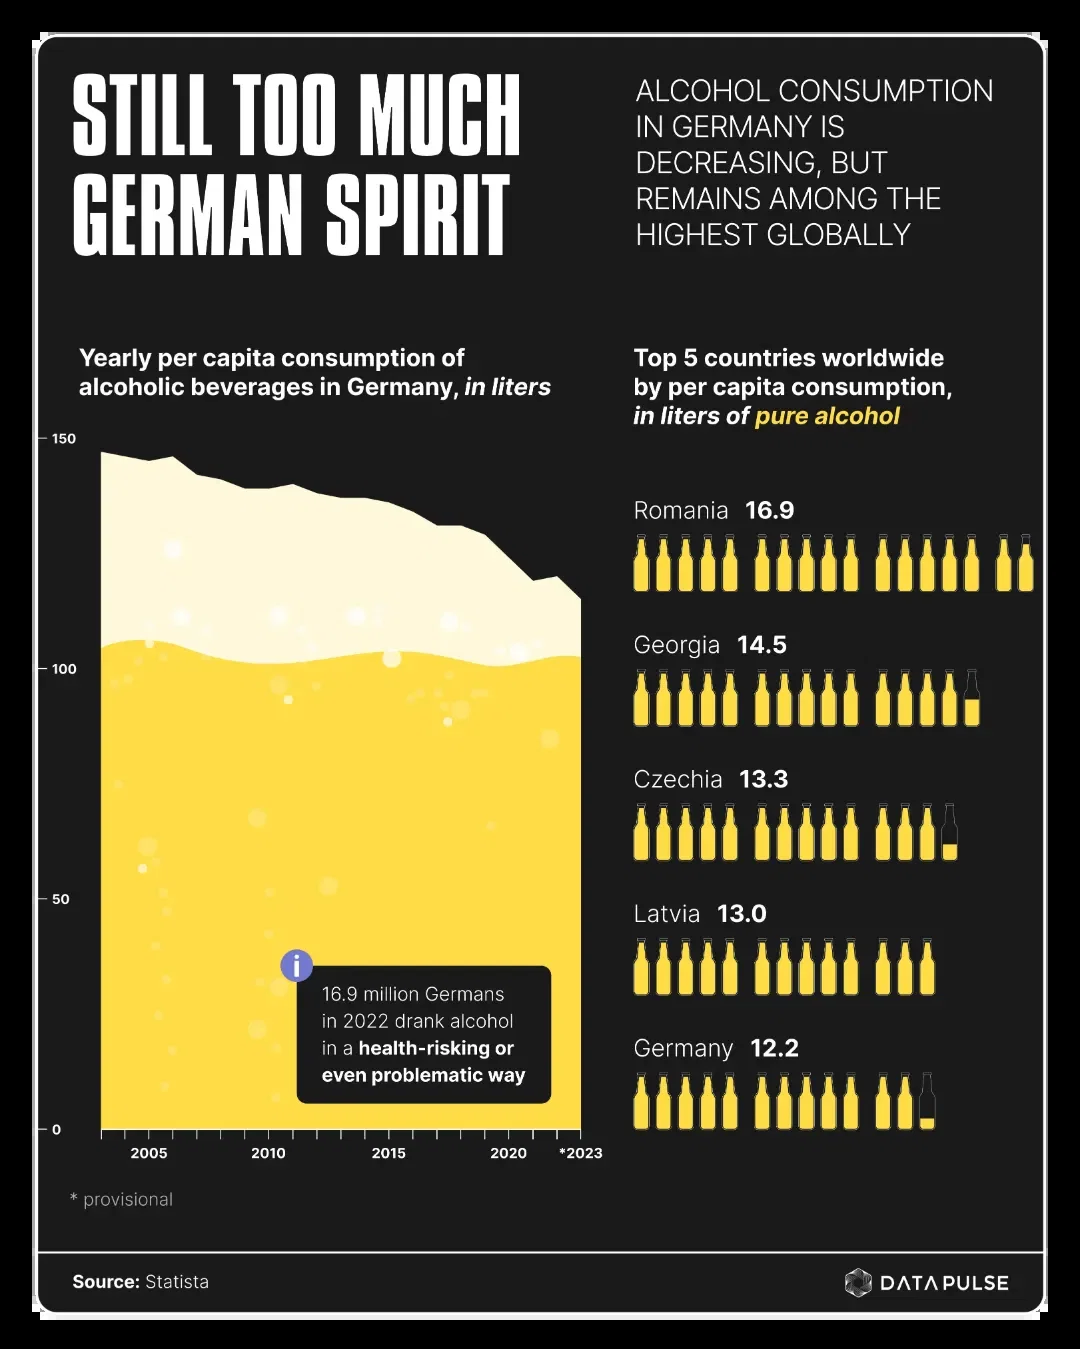 STILL TOO MUCH
GERMAN SPIRIT
ALCOHOL CONSUMPTION
IN GERMANY IS
DECREASING, BUT
REMAINS AMONG THE
HIGHEST GLOBALLY
Yearly per capita consumption of
alcoholic beverages in Germany, in liters
150
100
50
0
2005
2010
2015
2020
*2023
i
16.9 million Germans
in 2022 drank alcohol
in a health-risking or
even problematic way
* provisional
Top 5 countries worldwide
by per capita consumption,
in liters of pure alcohol
Romania 16.9
Georgia 14.5
Czechia 13.3
Latvia 13.0
Germany 12.2
Source: Statista
DATAPULSE